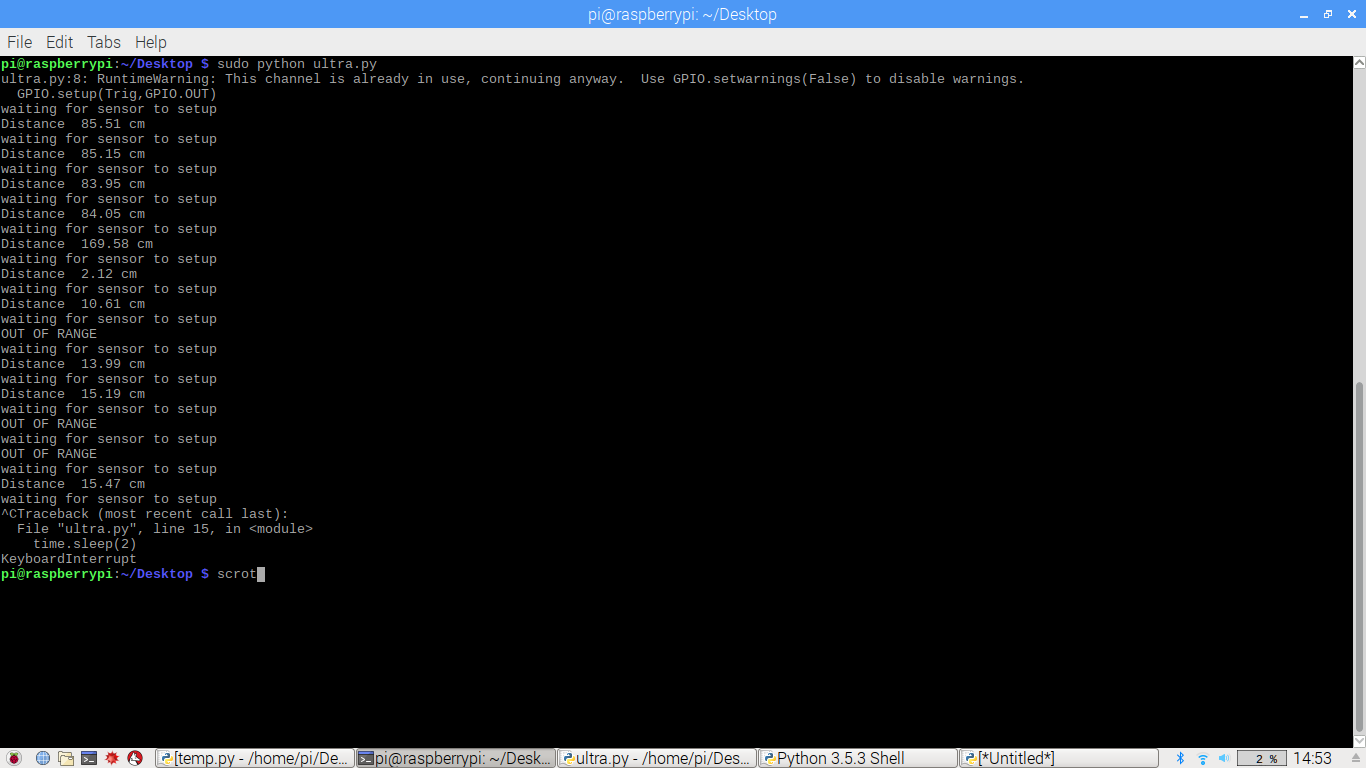 pi@raspberrypi: ~/Desktop
File Edit Tabs Help
pi@raspberrypi:~/Desktop $ sudo python ultra.py
ultra.py:8: RuntimeWarning: This channel is already in use, continuing anyway.  Use GPIO.setwarnings(False) to disable warnings.
  GPIO.setup(Trig,GPIO.OUT)
waiting for sensor to setup
Distance  85.51 cm
waiting for sensor to setup
Distance  85.15 cm
waiting for sensor to setup
Distance  83.95 cm
waiting for sensor to setup
Distance  84.05 cm
waiting for sensor to setup
Distance  169.58 cm
waiting for sensor to setup
Distance  2.12 cm
waiting for sensor to setup
Distance  10.61 cm
waiting for sensor to setup
OUT OF RANGE
waiting for sensor to setup
Distance  13.99 cm
waiting for sensor to setup
Distance  15.19 cm
waiting for sensor to setup
OUT OF RANGE
waiting for sensor to setup
OUT OF RANGE
waiting for sensor to setup
Distance  15.47 cm
waiting for sensor to setup
^CTraceback (most recent call last):
  File "ultra.py", line 15, in <module>
    time.sleep(2)
KeyboardInterrupt
pi@raspberrypi:~/Desktop $ scrot
[temp.py - /home/pi/De... pi@raspberrypi: ~/Desk... ultra.py - /home/pi/Des... Python 3.5.3 Shell [*Untitled*] 2 % 14:53